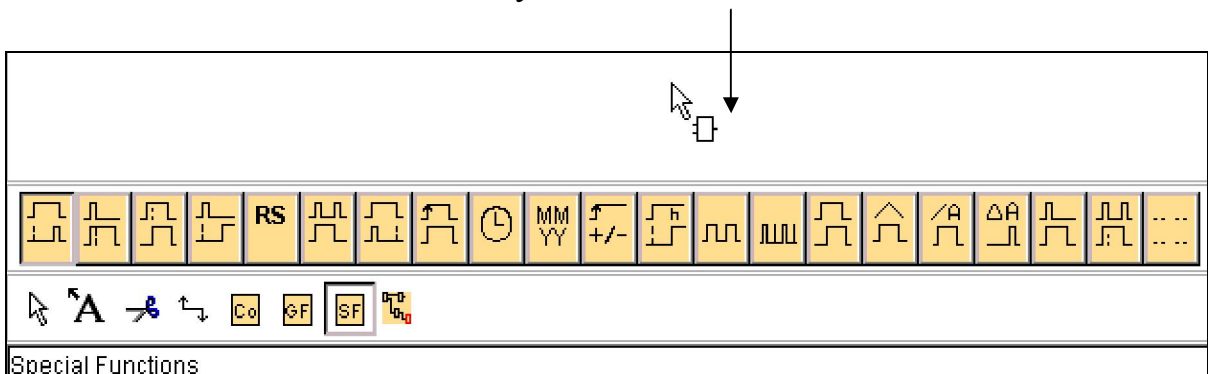 y
RS MM YY +/- h A ΔA
A Co GF SF
Special Functions